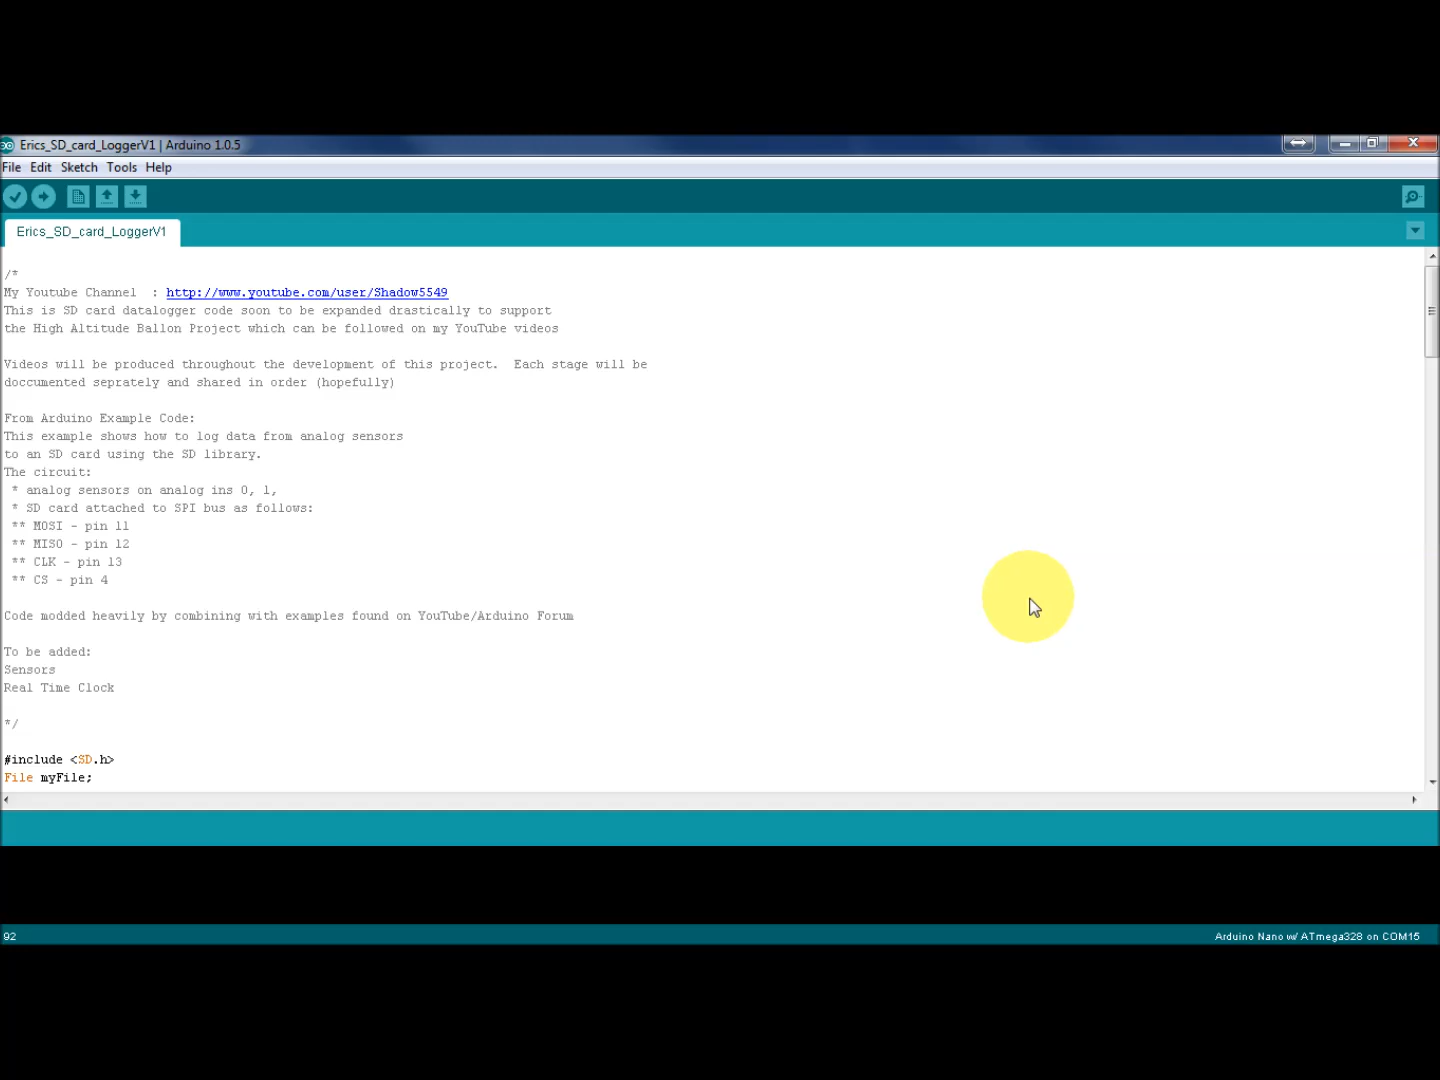 Erics_SD_card_LoggerV1 | Arduino 1.0.5
File Edit Sketch Tools Help
Erics_SD_card_LoggerV1
/*
My Youtube Channel  : http://www.youtube.com/user/Shadow5549
This is SD card datalogger code soon to be expanded drastically to support
the High Altitude Ballon Project which can be followed on my YouTube videos
Videos will be produced throughout the development of this project.  Each stage will be
doccumented seprately and shared in order (hopefully)
From Arduino Example Code:
This example shows how to log data from analog sensors
to an SD card using the SD library.
The circuit:
* analog sensors on analog ins 0, 1,
* SD card attached to SPI bus as follows:
** MOSI - pin 11
** MISO - pin 12
** CLK - pin 13
** CS - pin 4
Code modded heavily by combining with examples found on YouTube/Arduino Forum
To be added:
Sensors
Real Time Clock
*/
#include <SD.h>
File myFile;
92
Arduino Nano w/ ATmega328 on COM15